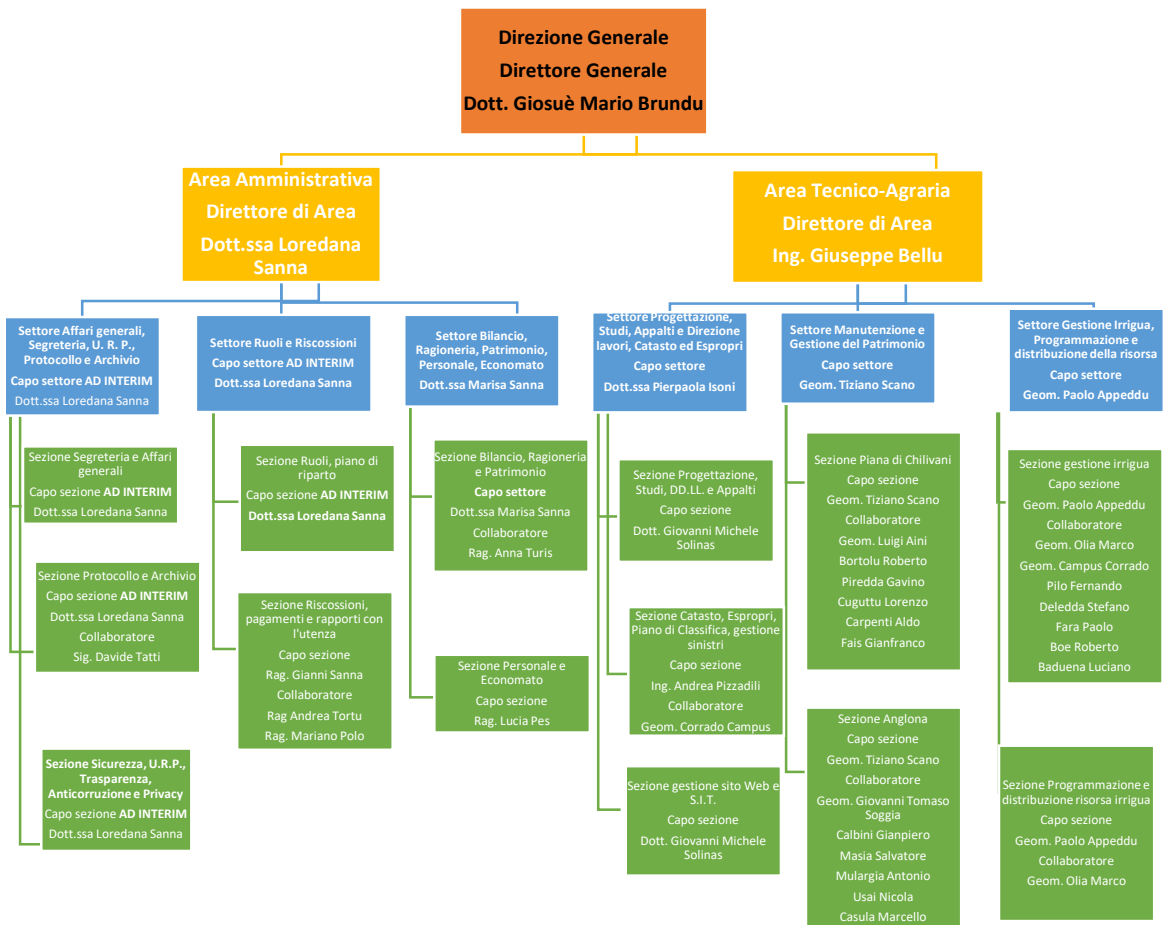 Direzione Generale
Direttore Generale
Dott. Giosuè Mario Brundu
Area Amministrativa
Direttore di Area
Dott.ssa Loredana
Sanna
Area Tecnico-Agraria
Direttore di Area
Ing. Giuseppe Bellu
Settore Affari generali,
Segreteria, U. R. P.,
Protocollo e Archivio
Capo settore AD INTERIM
Dott.ssa Loredana Sanna
Settore Ruoli e Riscossioni
Capo settore AD INTERIM
Dott.ssa Loredana Sanna
Settore Bilancio,
Ragioneria, Patrimonio,
Personale, Economato
Capo settore
Dott.ssa Marisa Sanna
Settore Progettazione,
Studi, Appalti e Direzione
lavori, Catasto ed Espropri
Capo settore
Dott.ssa Pierpaola Isoni
Settore Manutenzione e
Gestione del Patrimonio
Capo settore
Geom. Tiziano Scano
Settore Gestione Irrigua,
Programmazione e
distribuzione della risorsa
Capo settore
Geom. Paolo Appeddu
Sezione Segreteria e Affari
generali
Capo sezione AD INTERIM
Dott.ssa Loredana Sanna
Sezione Protocollo e Archivio
Capo sezione AD INTERIM
Dott.ssa Loredana Sanna
Collaboratore
Sig. Davide Tatti
Sezione Sicurezza, U.R.P.,
Trasparenza,
Anticorruzione e Privacy
Capo sezione AD INTERIM
Dott.ssa Loredana Sanna
Sezione Ruoli, piano di
riparto
Capo sezione AD INTERIM
Dott.ssa Loredana Sanna
Sezione Riscossioni,
pagamenti e rapporti con
l'utenza
Capo sezione
Rag. Gianni Sanna
Collaboratore
Rag Andrea Tortu
Rag. Mariano Polo
Sezione Bilancio, Ragioneria
e Patrimonio
Capo settore
Dott.ssa Marisa Sanna
Collaboratore
Rag. Anna Turis
Sezione Personale e
Economato
Capo sezione
Rag. Lucia Pes
Sezione Progettazione,
Studi, DD.LL. e Appalti
Capo sezione
Dott. Giovanni Michele
Solinas
Sezione Catasto, Espropri,
Piano di Classifica, gestione
sinistri
Capo sezione
Ing. Andrea Pizzadili
Collaboratore
Geom. Corrado Campus
Sezione gestione sito Web e
S.I.T.
Capo sezione
Dott. Giovanni Michele
Solinas
Sezione Piana di Chilivani
Capo sezione
Geom. Tiziano Scano
Collaboratore
Geom. Luigi Aini
Bortolu Roberto
Piredda Gavino
Cuguttu Lorenzo
Carpenti Aldo
Fais Gianfranco
Sezione Anglona
Capo sezione
Geom. Tiziano Scano
Collaboratore
Geom. Giovanni Tomaso
Soggia
Calbini Gianpiero
Masia Salvatore
Mulargia Antonio
Usai Nicola
Casula Marcello
Sezione gestione irrigua
Capo sezione
Geom. Paolo Appeddu
Collaboratore
Geom. Olia Marco
Geom. Campus Corrado
Pilo Fernando
Deledda Stefano
Fara Paolo
Boe Roberto
Baduena Luciano
Sezione Programmazione e
distribuzione risorsa irrigua
Capo sezione
Geom. Paolo Appeddu
Collaboratore
Geom. Olia Marco